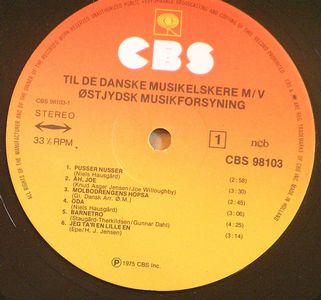 CBS
TIL DE DANSKE MUSIKELSKERE M/V
ØSTJYDSK MUSIKFORSYNING
CBS 98103-1
STEREO
33⅓ RPM
1
ncb
CBS 98103
1. PUSSER NUSSER
(Niels Hausgård) (2:58)
2. ÅH, JOE
(Knud Asger Jensen/Joe Willoughby) (3:30)
3. MOLBODRENGENS HOPSA
(Gl. Dansk Arr. Ø.M.) (3:06)
4. ODA
(Niels Hausgård) (2:45)
5. BARNETRO
(Staugård-Therkildsen/Gunnar Dahl) (4:25)
6. JEG TA'R EN LILLE EN
(Epe/H. J. Jensen) (3:14)
Ⓟ 1975 CBS Inc.
MADE IN HOLLAND